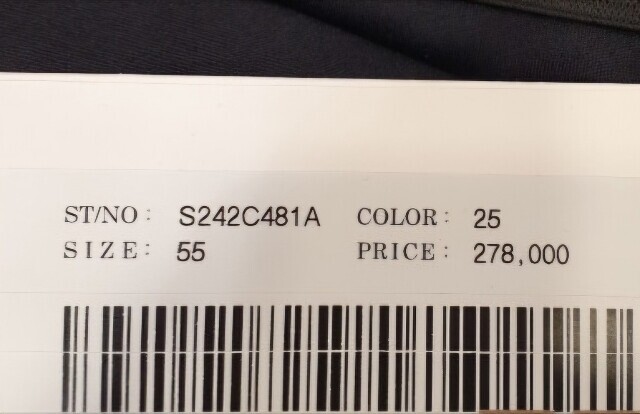 ST/NO: S242C481A COLOR: 25
SIZE: 55 PRICE: 278,000